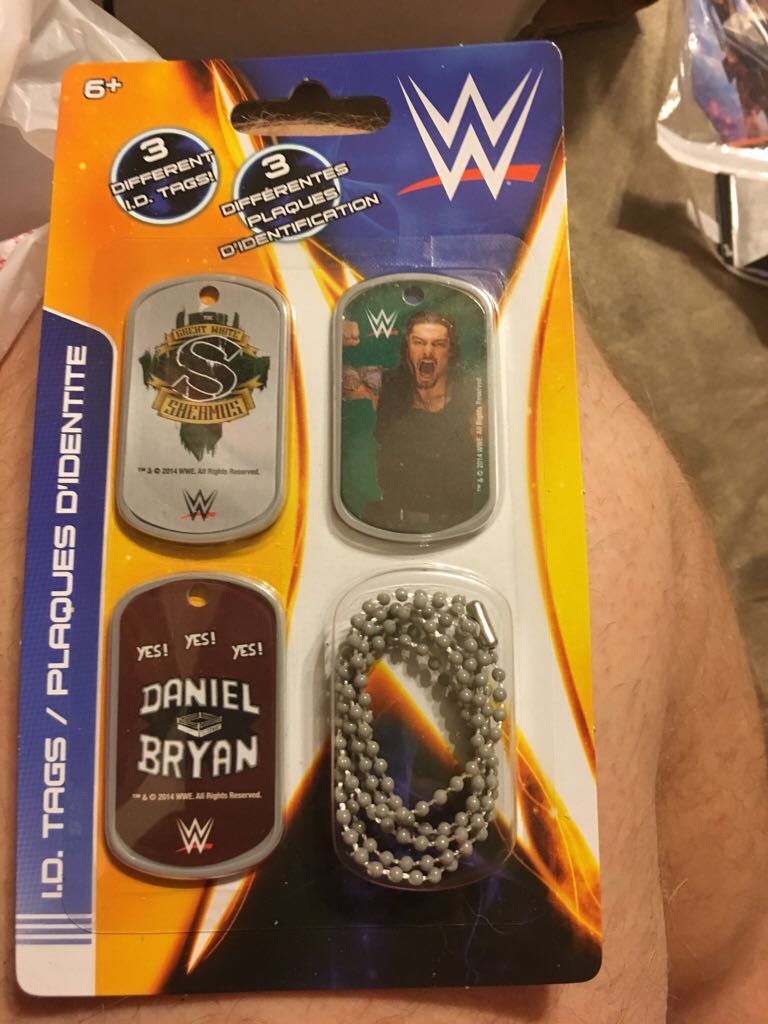 6+
3
DIFFERENT
I.D. TAGS!
3
DIFFÉRENTES
PLAQUES
D'IDENTIFICATION
W
I.D. TAGS / PLAQUES D'IDENTITE
THE
GREAT WHITE
S
SHEAMUS
™ & © 2014 WWE. All Rights Reserved.
W
W
™ & © 2014 WWE. All Rights Reserved.
YES! YES! YES!
DANIEL
BRYAN
™ & © 2014 WWE. All Rights Reserved.
W